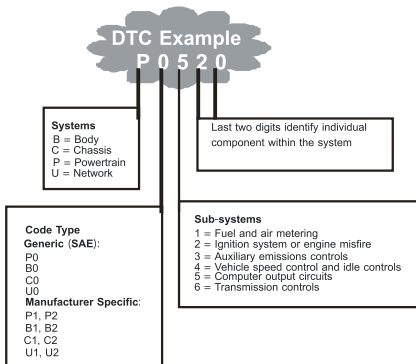 DTC Example
P 0 5 2 0
Systems
B = Body
C = Chassis
P = Powertrain
U = Network
Last two digits identify individual
component within the system
Code Type
Generic (SAE):
P0
B0
C0
U0
Manufacturer Specific:
P1, P2
B1, B2
C1, C2
U1, U2
Sub-systems
1 = Fuel and air metering
2 = Ignition system or engine misfire
3 = Auxiliary emissions controls
4 = Vehicle speed control and idle controls
5 = Computer output circuits
6 = Transmission controls